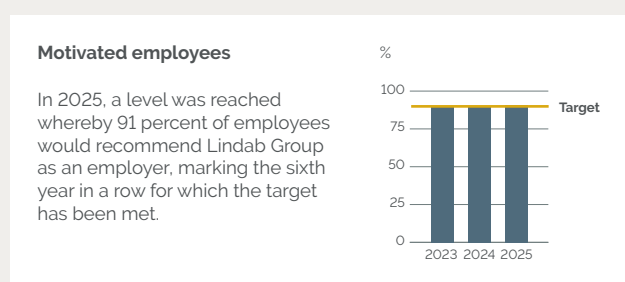 Motivated employees
In 2025, a level was reached
whereby 91 percent of employees
would recommend Lindab Group
as an employer, marking the sixth
year in a row for which the target
has been met.
%
100
75
50
25
0
Target
2023 2024 2025